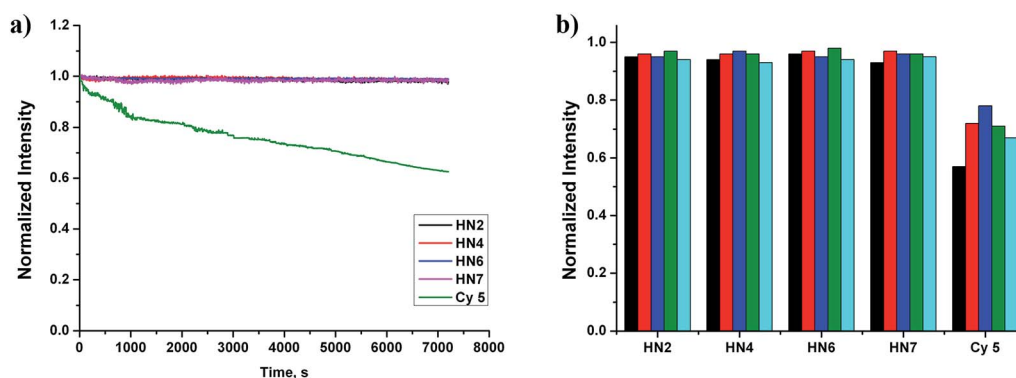 a)
Normalized Intensity
1.2
1.0
0.8
0.6
0.4
0.2
0.0
HN2
HN4
HN6
HN7
Cy 5
0 1000 2000 3000 4000 5000 6000 7000 8000
Time, s
b)
Normalized Intensity
1.0
0.8
0.6
0.4
0.2
0.0
HN2 HN4 HN6 HN7 Cy 5